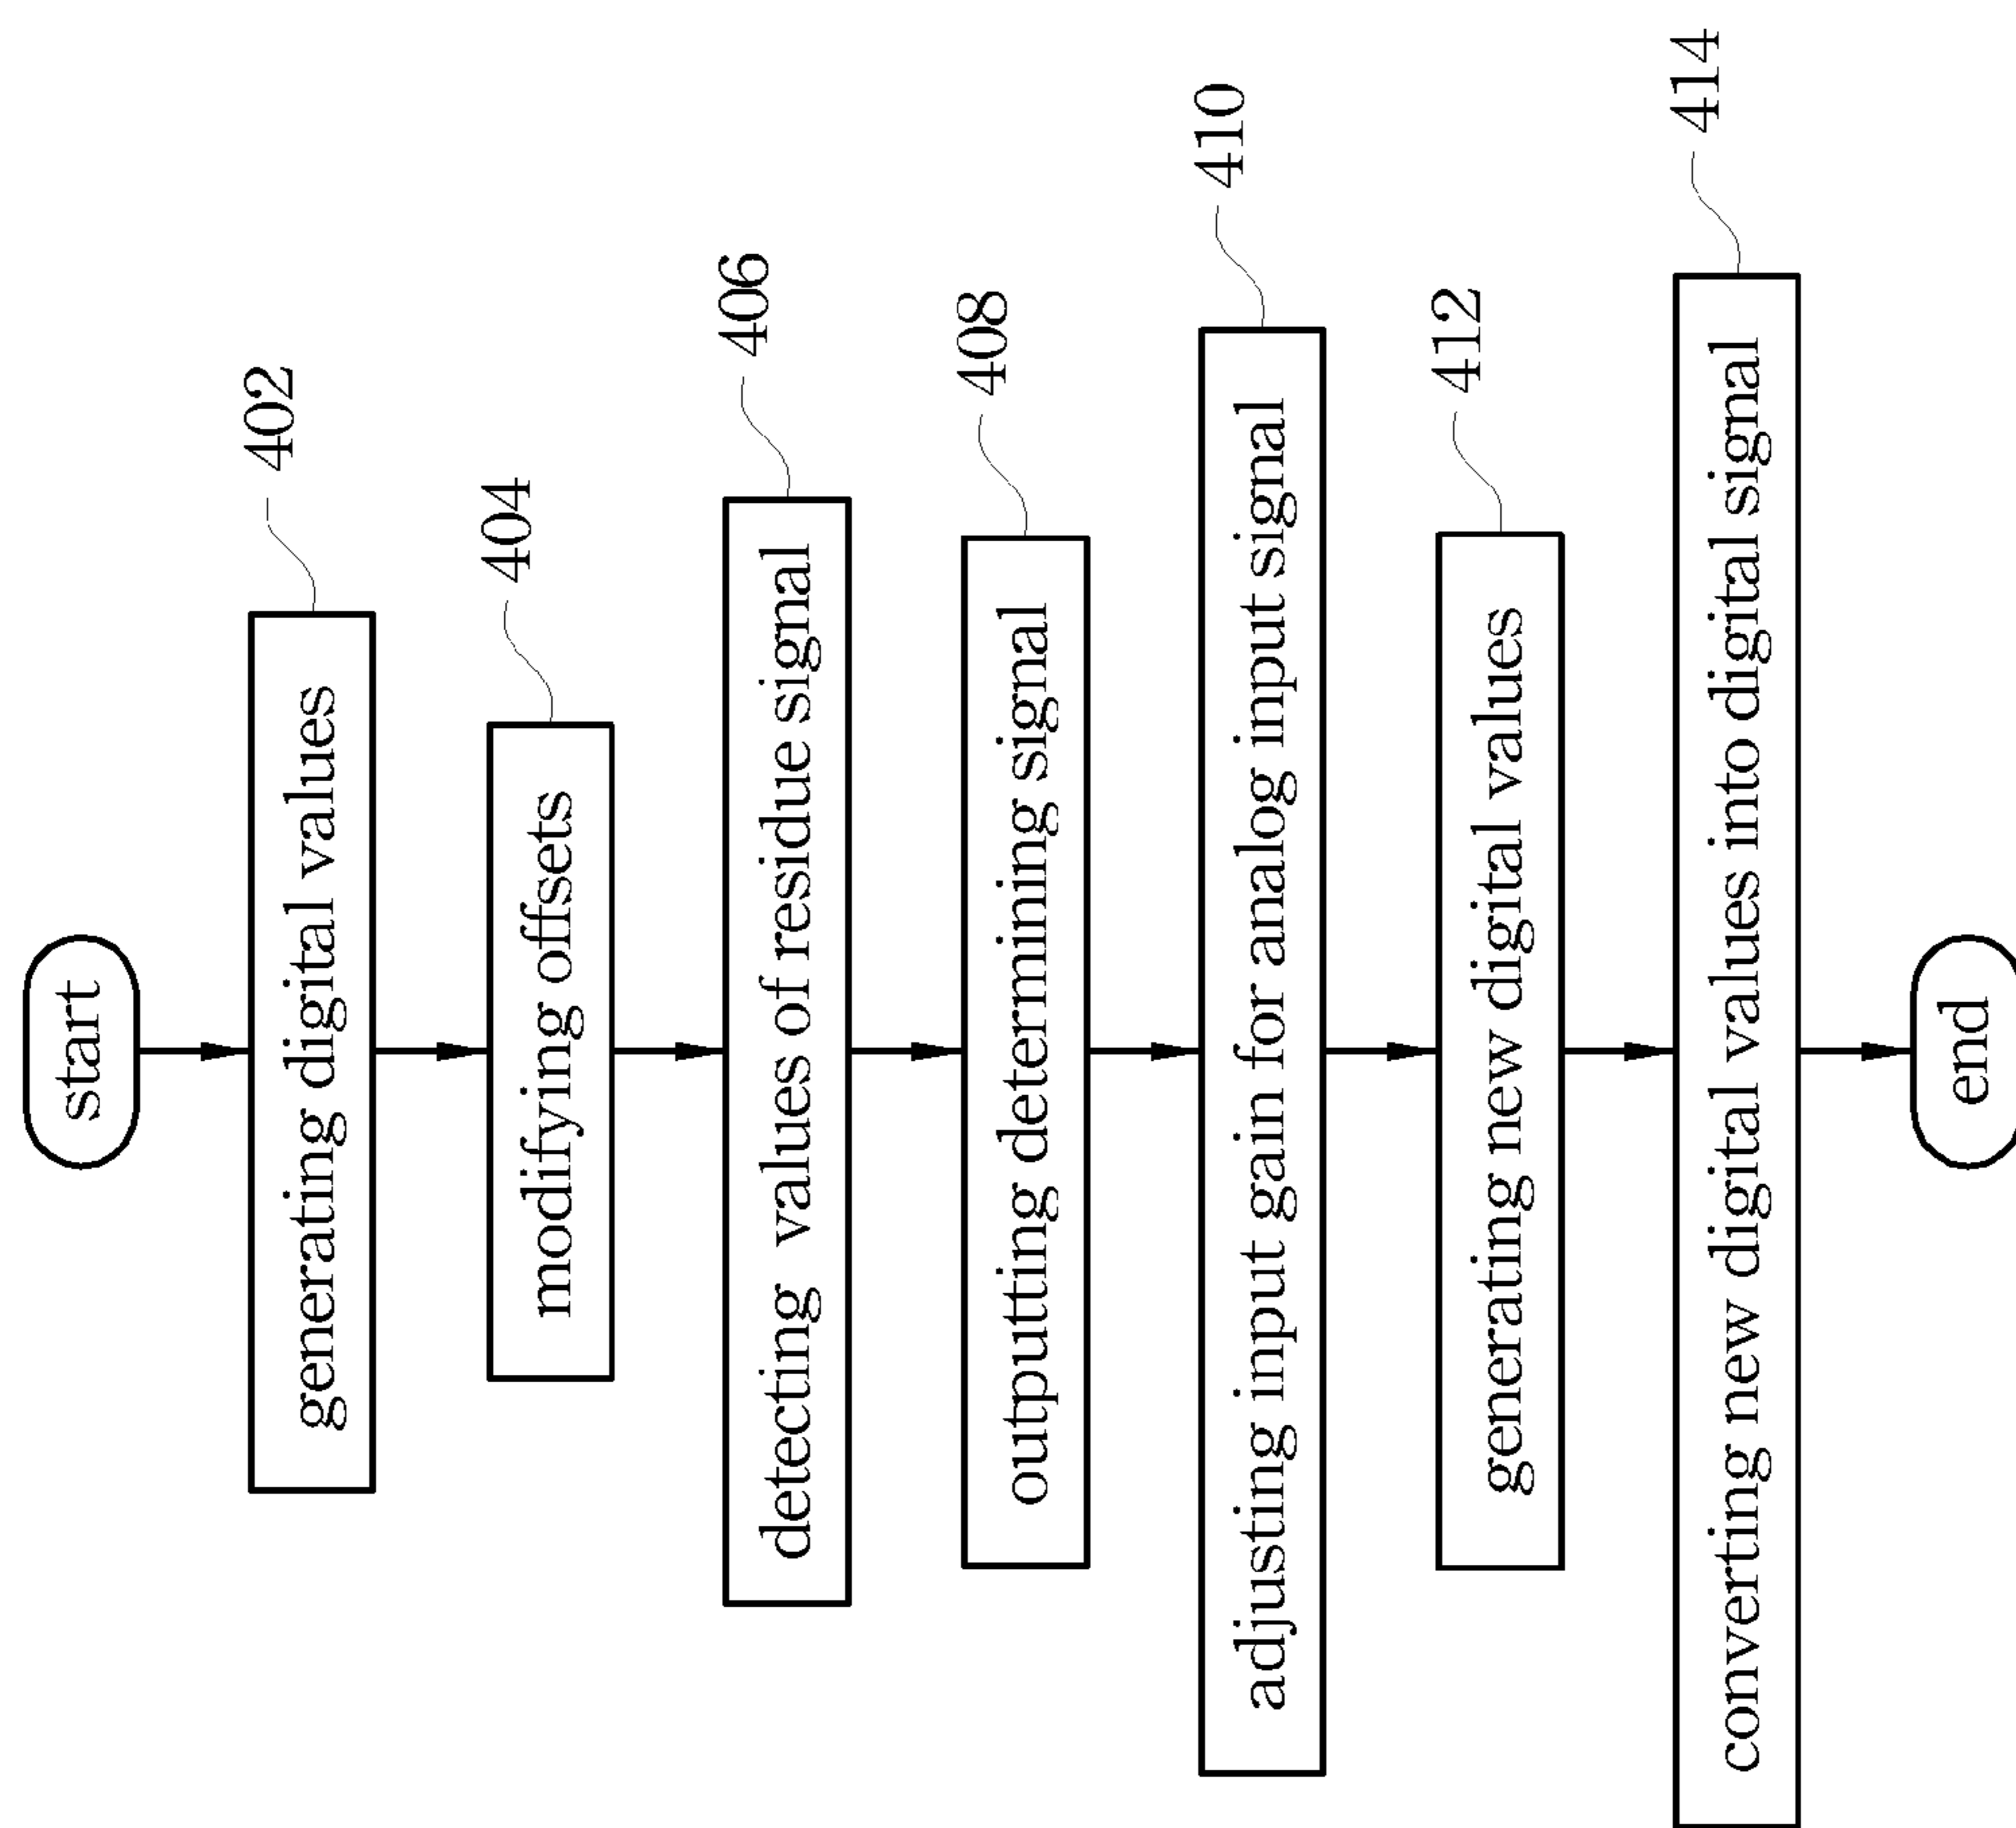 start
generating digital values
402
modifying offsets
404
detecting values of residue signal
406
outputting determining signal
408
adjusting input gain for analog input signal
410
generating new digital values
412
converting new digital values into digital signal
414
end